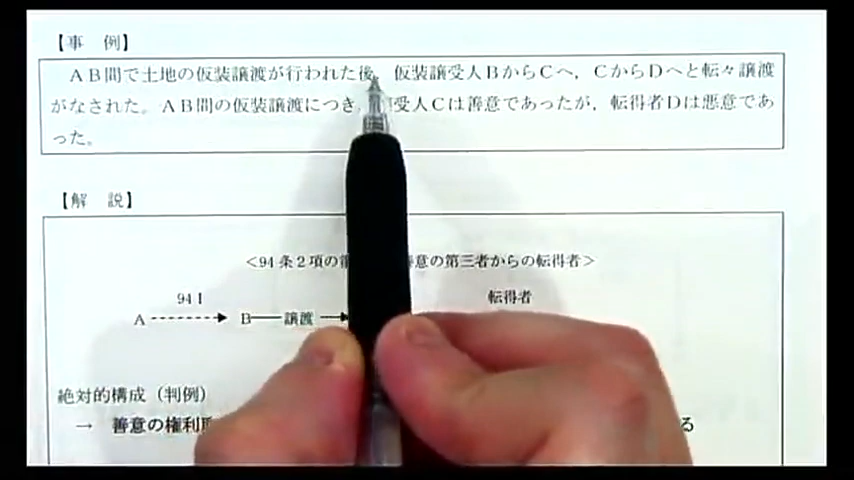 【事　例】
ＡＢ間で土地の仮装譲渡が行われた後、仮装譲受人ＢからＣへ，ＣからＤへと転々譲渡
がなされた。ＡＢ間の仮装譲渡につき，受人Ｃは善意であったが，転得者Ｄは悪意であ
った。
【解　説】
＜94条２項の 善意の第三者からの転得者＞
94Ⅰ 転得者
Ａ Ｂ 譲渡
絶対的構成（判例）
→ 善意の権利 る